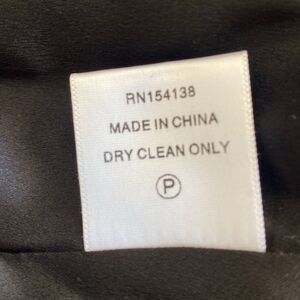 RN154138
MADE IN CHINA
DRY CLEAN ONLY
P